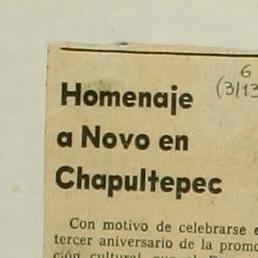 6
(3/13
Homenaje
a Novo en
Chapultepec
Con motivo de celebrarse e
tercer aniversario de la promo
ción cultural que el